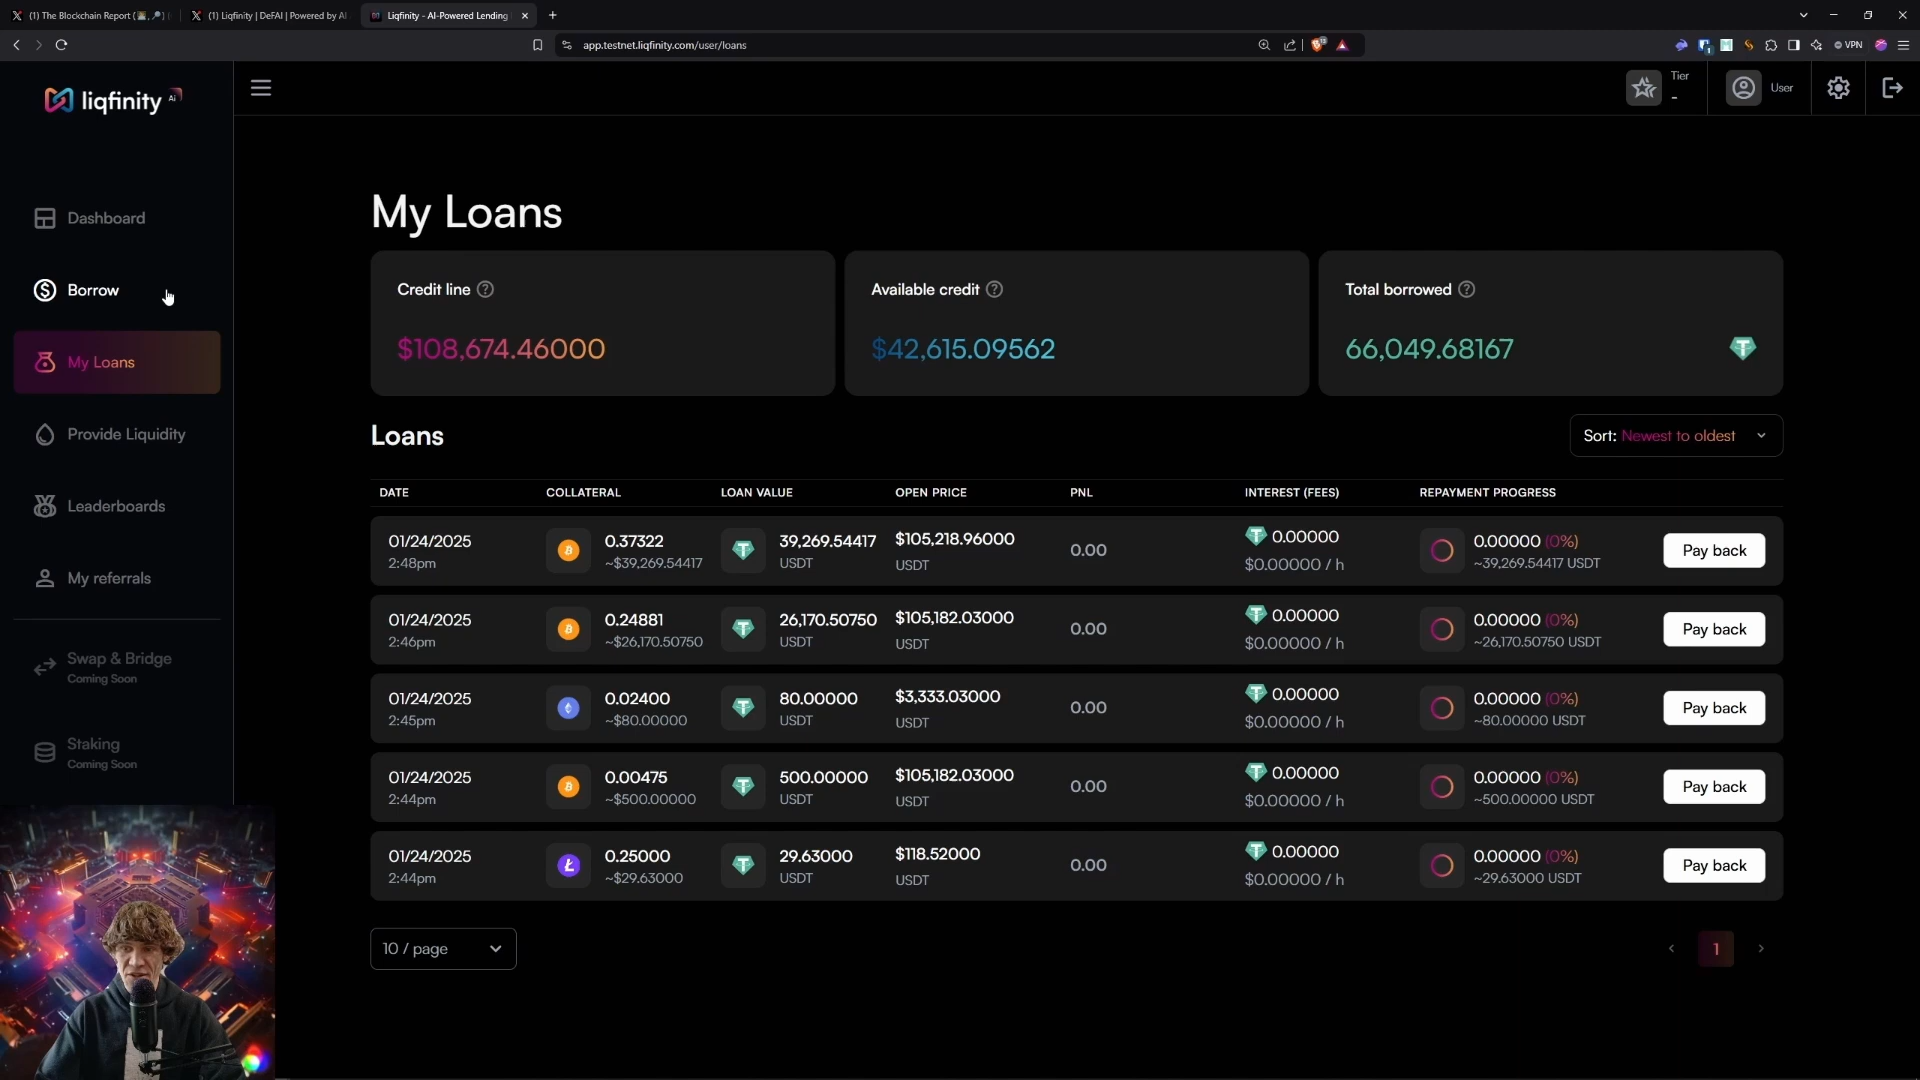 (1) The Blockchain Report (
(1) Liqfinity | DeFAI | Powered by AI
Liqfinity - AI-Powered Lending
app.testnet.liqfinity.com/user/loans
VPN
liqfinity AI
Tier
-
User
Dashboard
Borrow
My Loans
Provide Liquidity
Leaderboards
My referrals
Swap & Bridge
Coming Soon
Staking
Coming Soon
My Loans
Credit line
$108,674.46000
Available credit
$42,615.09562
Total borrowed
66,049.68167
Loans
Sort: Newest to oldest
DATE COLLATERAL LOAN VALUE OPEN PRICE PNL INTEREST (FEES) REPAYMENT PROGRESS
01/24/2025 0.37322 39,269.54417 $105,218.96000 0.00 0.00000 0.00000 (0%) Pay back
2:48pm ~$39,269.54417 USDT USDT $0.00000 / h ~39,269.54417 USDT
01/24/2025 0.24881 26,170.50750 $105,182.03000 0.00 0.00000 0.00000 (0%) Pay back
2:46pm ~$26,170.50750 USDT USDT $0.00000 / h ~26,170.50750 USDT
01/24/2025 0.02400 80.00000 $3,333.03000 0.00 0.00000 0.00000 (0%) Pay back
2:45pm ~$80.00000 USDT USDT $0.00000 / h ~80.00000 USDT
01/24/2025 0.00475 500.00000 $105,182.03000 0.00 0.00000 0.00000 (0%) Pay back
2:44pm ~$500.00000 USDT USDT $0.00000 / h ~500.00000 USDT
01/24/2025 0.25000 29.63000 $118.52000 0.00 0.00000 0.00000 (0%) Pay back
2:44pm ~$29.63000 USDT USDT $0.00000 / h ~29.63000 USDT
10 / page
1